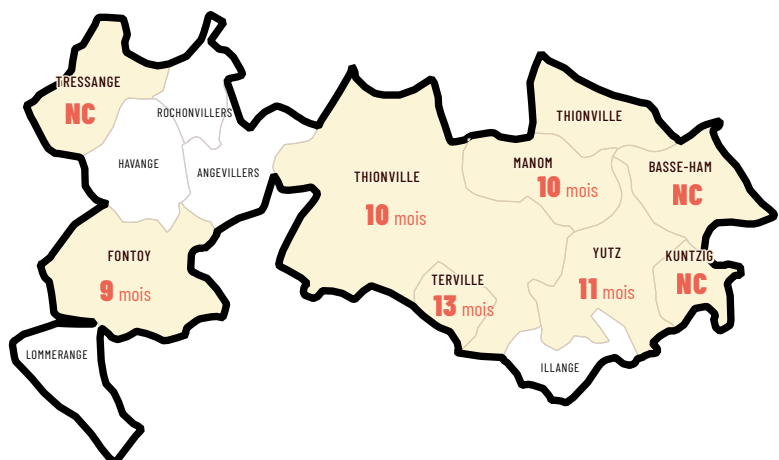 TRESSANGE
NC
ROCHONVILLERS
HAVANGE
ANGEVILLERS
FONTOY
9 mois
LOMMERANGE
THIONVILLE
10 mois
THIONVILLE
MANOM
10 mois
BASSE-HAM
NC
YUTZ
11 mois
KUNTZIG
NC
TERVILLE
13 mois
ILLANGE